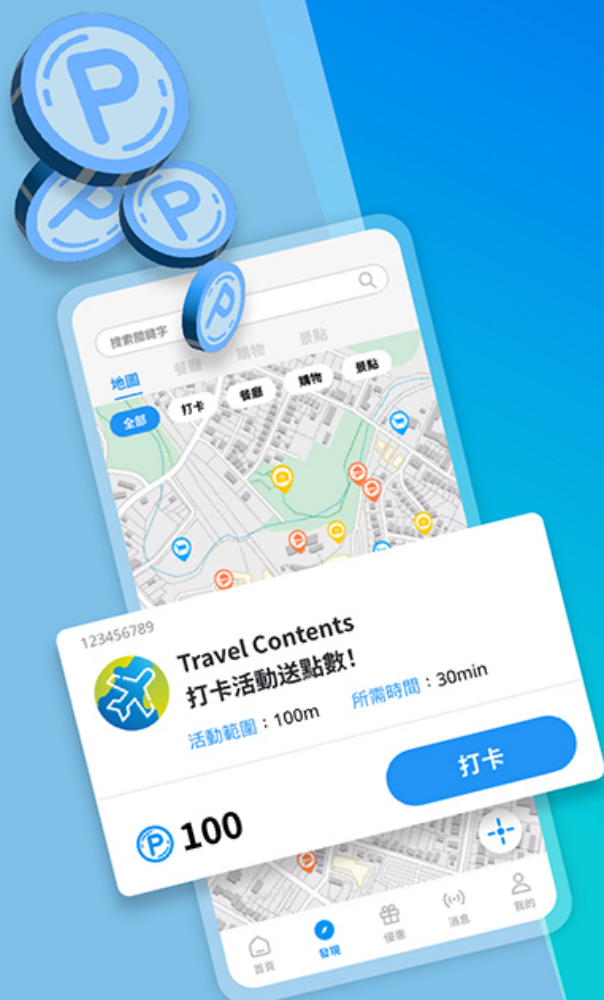 P
P
P
P
搜索關鍵字
地圖 餐廳 購物 景點
全部 打卡 餐廳 購物 景點
123456789
Travel Contents
打卡活動送點數!
活動範圍：100m 所需時間：30min
打卡
P 100
首頁 發現 優惠 消息 我的